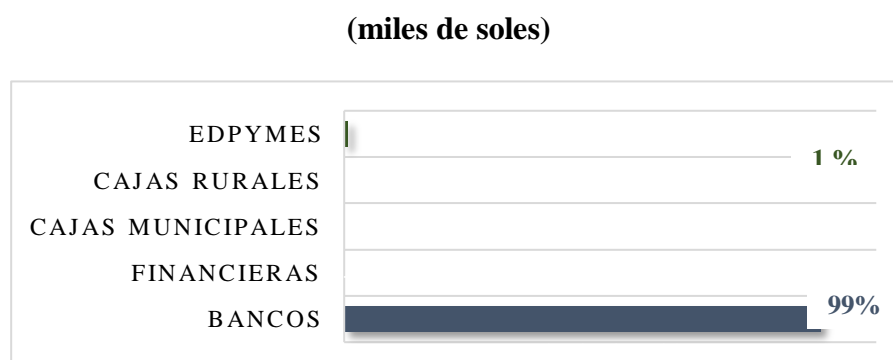 (miles de soles)
EDPYMES
1 %
CAJAS RURALES
CAJAS MUNICIPALES
FINANCIERAS
99%
BANCOS